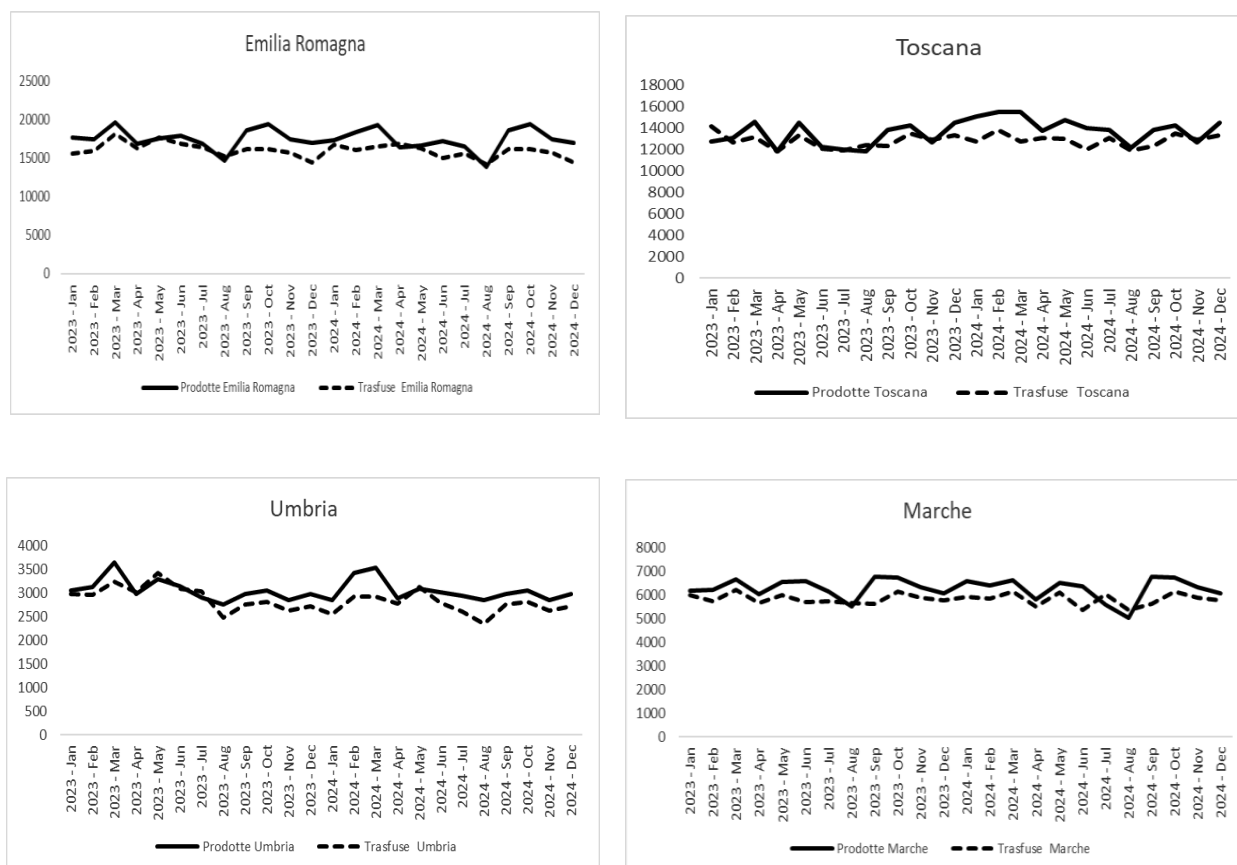 Emilia Romagna
25000
20000
15000
10000
5000
0
2023 - Jan
2023 - Feb
2023 - Mar
2023 - Apr
2023 - May
2023 - Jun
2023 - Jul
2023 - Aug
2023 - Sep
2023 - Oct
2023 - Nov
2023 - Dec
2024 - Jan
2024 - Feb
2024 - Mar
2024 - Apr
2024 - May
2024 - Jun
2024 - Jul
2024 - Aug
2024 - Sep
2024 - Oct
2024 - Nov
2024 - Dec
Prodotte Emilia Romagna Trasfuse Emilia Romagna
Toscana
18000
16000
14000
12000
10000
8000
6000
4000
2000
0
2023 - Jan
2023 - Feb
2023 - Mar
2023 - Apr
2023 - May
2023 - Jun
2023 - Jul
2023 - Aug
2023 - Sep
2023 - Oct
2023 - Nov
2023 - Dec
2024 - Jan
2024 - Feb
2024 - Mar
2024 - Apr
2024 - May
2024 - Jun
2024 - Jul
2024 - Aug
2024 - Sep
2024 - Oct
2024 - Nov
2024 - Dec
Prodotte Toscana Trasfuse Toscana
Umbria
4000
3500
3000
2500
2000
1500
1000
500
0
2023 - Jan
2023 - Feb
2023 - Mar
2023 - Apr
2023 - May
2023 - Jun
2023 - Jul
2023 - Aug
2023 - Sep
2023 - Oct
2023 - Nov
2023 - Dec
2024 - Jan
2024 - Feb
2024 - Mar
2024 - Apr
2024 - May
2024 - Jun
2024 - Jul
2024 - Aug
2024 - Sep
2024 - Oct
2024 - Nov
2024 - Dec
Prodotte Umbria Trasfuse Umbria
Marche
8000
7000
6000
5000
4000
3000
2000
1000
0
2023 - Jan
2023 - Feb
2023 - Mar
2023 - Apr
2023 - May
2023 - Jun
2023 - Jul
2023 - Aug
2023 - Sep
2023 - Oct
2023 - Nov
2023 - Dec
2024 - Jan
2024 - Feb
2024 - Mar
2024 - Apr
2024 - May
2024 - Jun
2024 - Jul
2024 - Aug
2024 - Sep
2024 - Oct
2024 - Nov
2024 - Dec
Prodotte Marche Trasfuse Marche